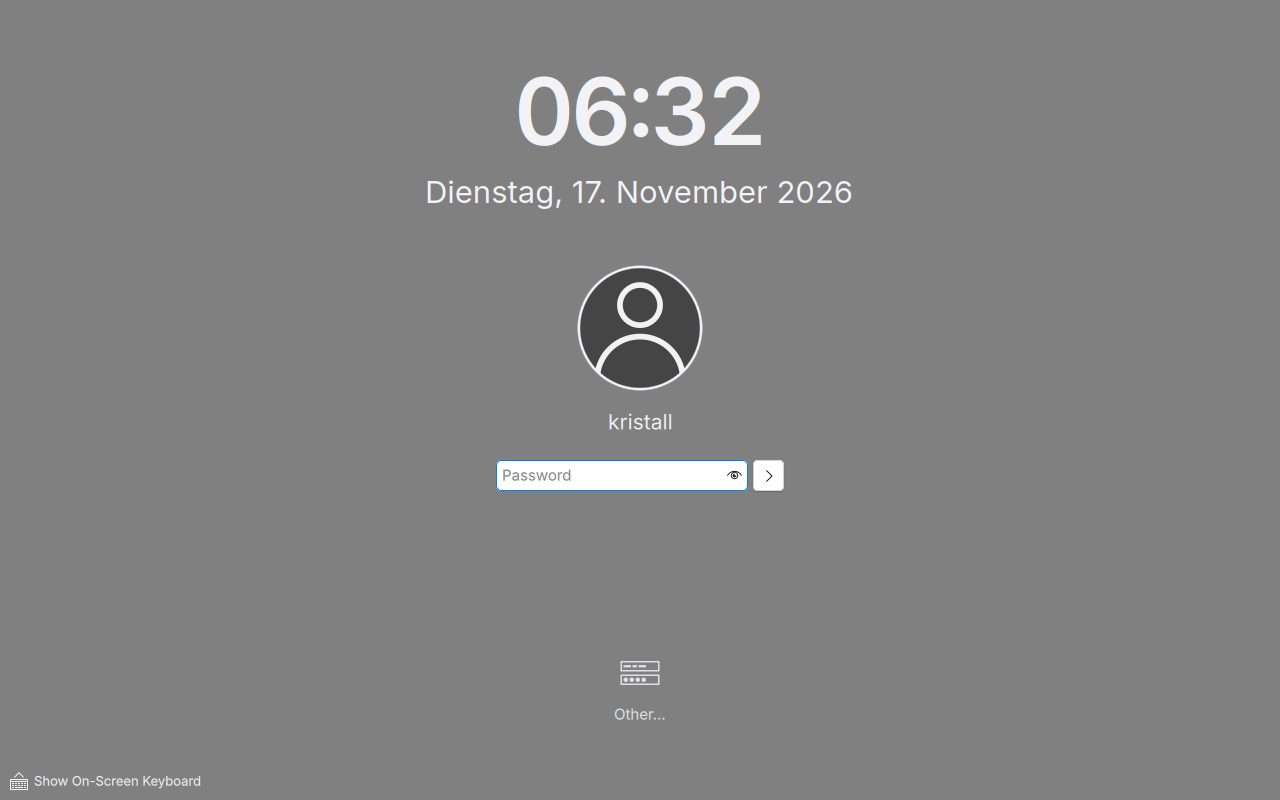 06:32
Dienstag, 17. November 2026
kristall
Password
Other...
Show On-Screen Keyboard